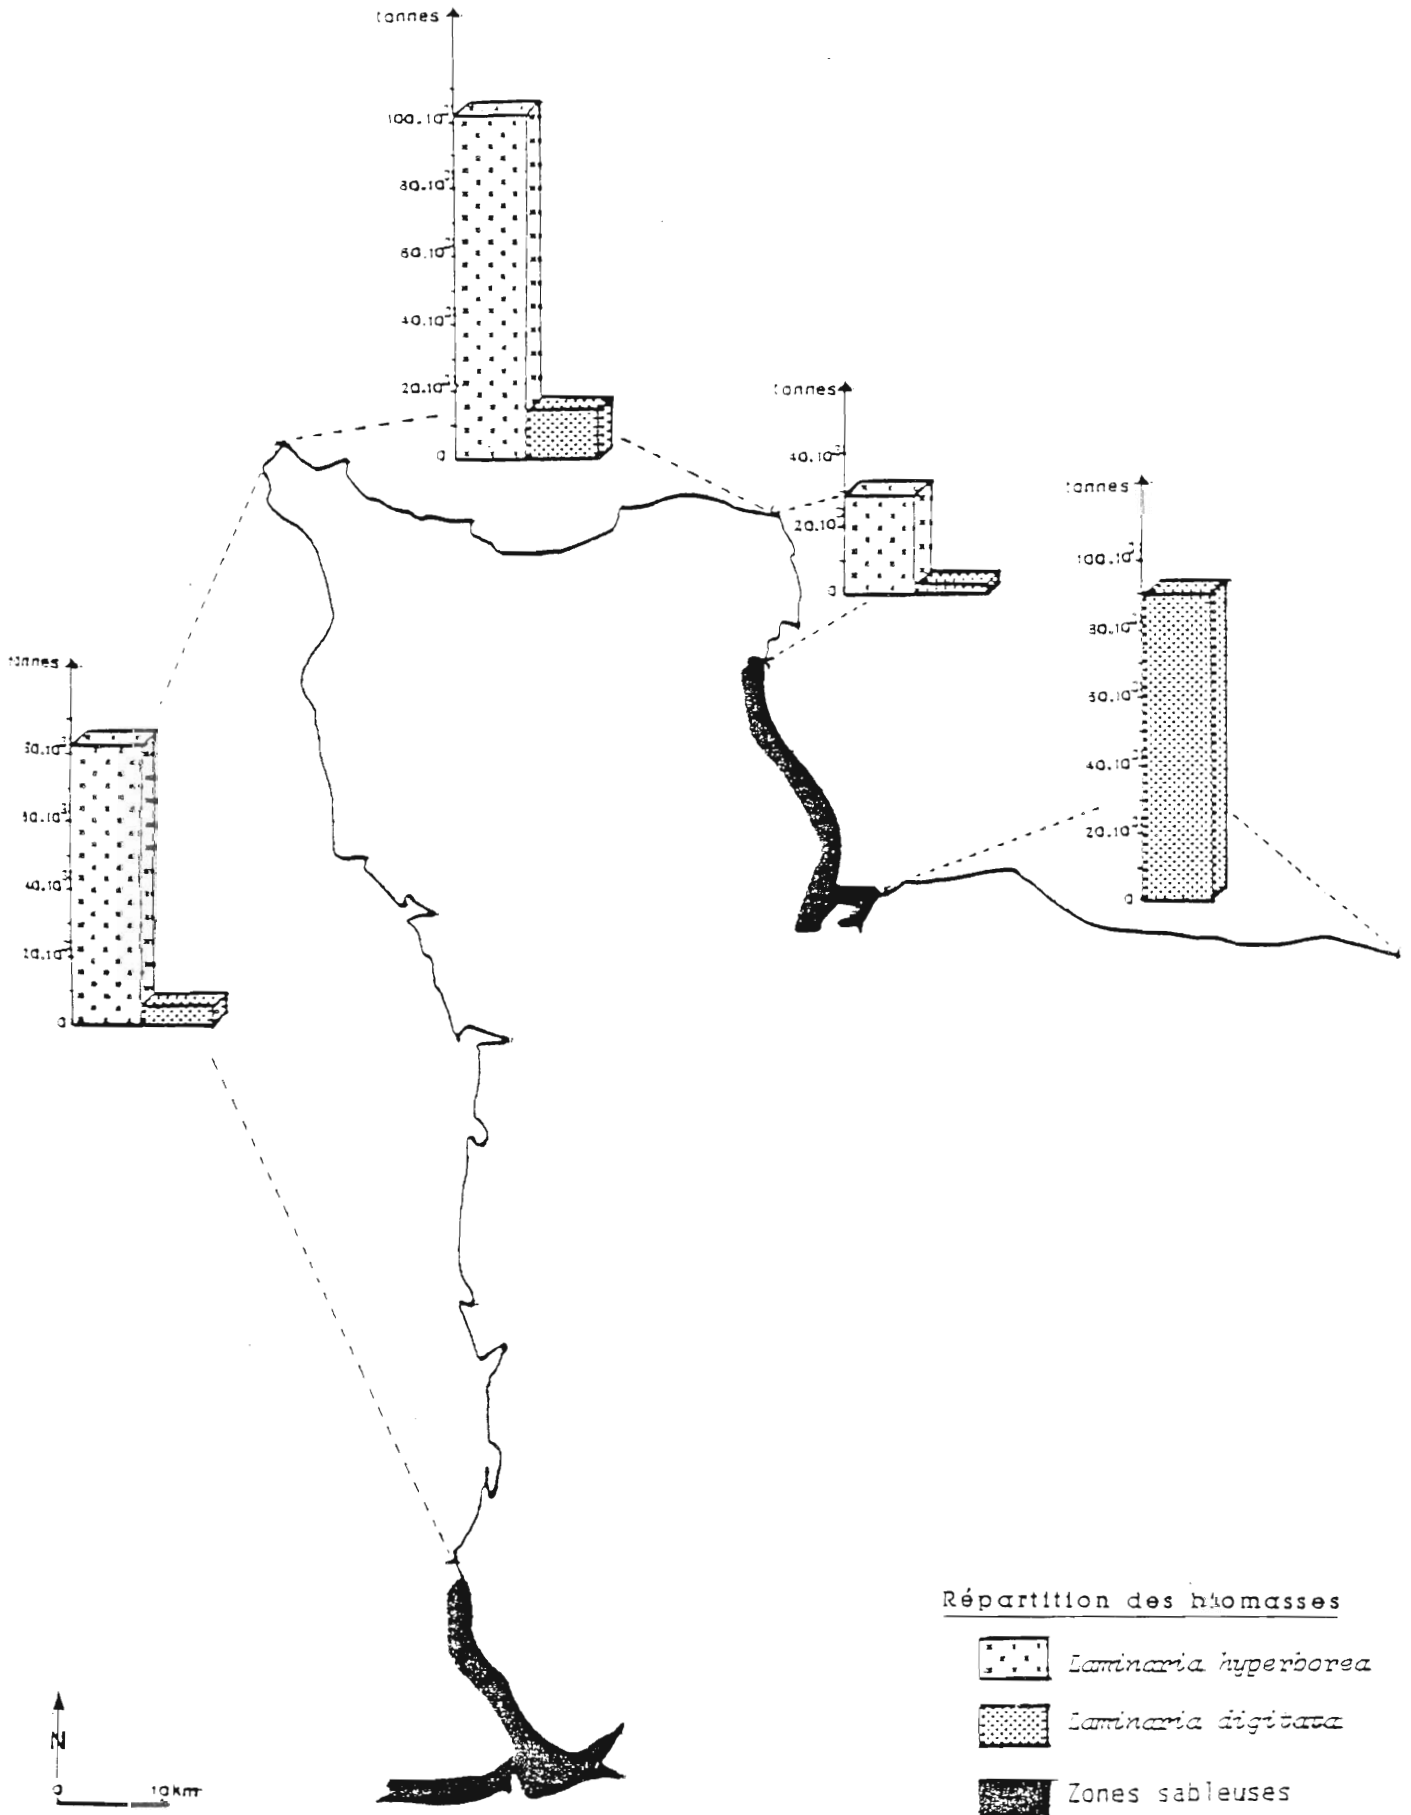 tonnes
100.10³
80.10³
60.10³
40.10³
20.10³
0
tonnes
40.10³
20.10³
0
tonnes
100.10³
80.10³
60.10³
40.10³
20.10³
0
tonnes
80.10³
60.10³
40.10³
20.10³
0
Répartition des biomasses
Laminaria hyperborea
Laminaria digitata
Zones sableuses
N
0 10km